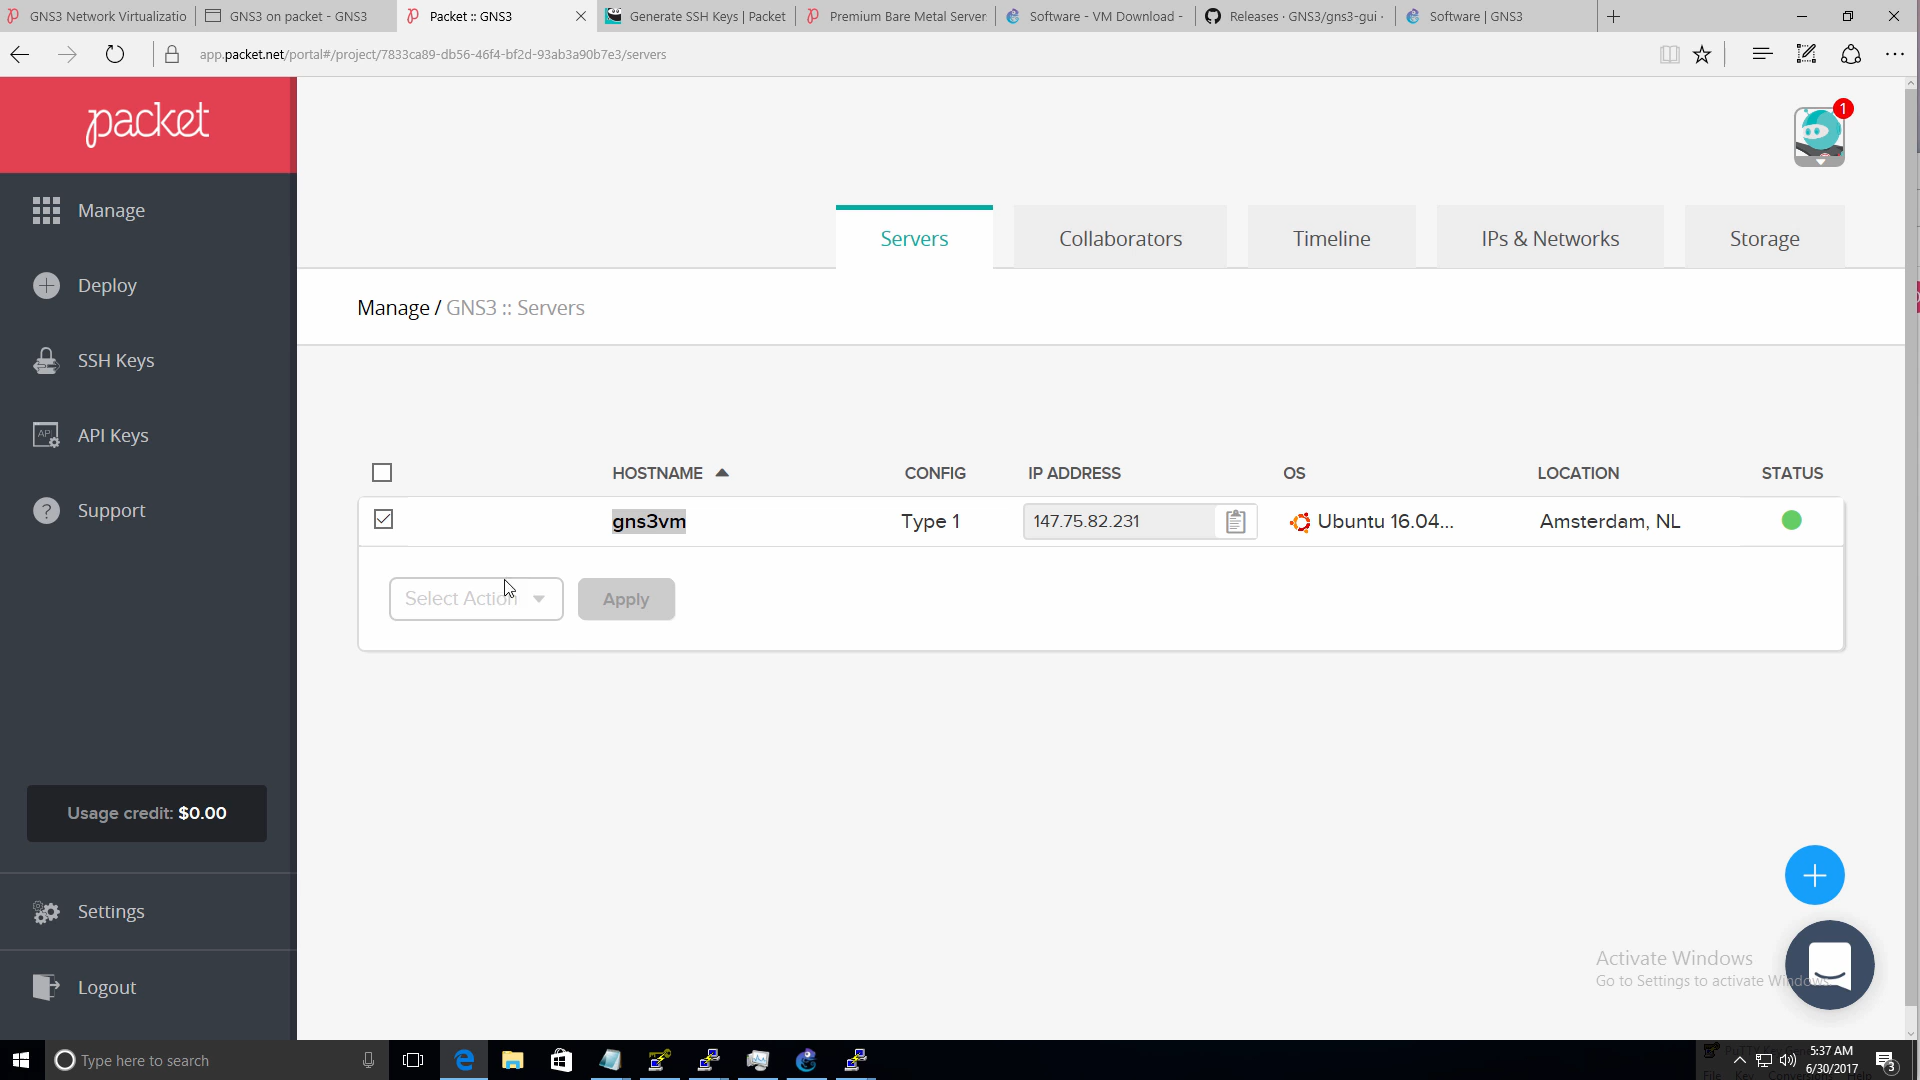 GNS3 Network Virtualizatio
GNS3 on packet - GNS3
Packet :: GNS3
Generate SSH Keys | Packet
Premium Bare Metal Server
Software - VM Download -
Releases · GNS3/gns3-gui ·
Software | GNS3
app.packet.net/portal#/project/7833ca89-db56-46f4-bf2d-93ab3a90b7e3/servers
packet
1
Manage
Deploy
SSH Keys
API
API Keys
? Support
Usage credit: $0.00
Settings
Logout
Servers
Collaborators
Timeline
IPs & Networks
Storage
Manage / GNS3 :: Servers
HOSTNAME CONFIG IP ADDRESS OS LOCATION STATUS
gns3vm Type 1 147.75.82.231 Ubuntu 16.04... Amsterdam, NL
Select Action Apply
Activate Windows
Go to Settings to activate Windows.
Type here to search
5:37 AM
6/30/2017
3